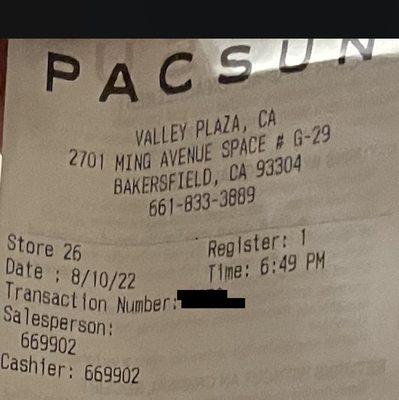 PACSUN
VALLEY PLAZA, CA
2701 MING AVENUE SPACE # G-29
BAKERSFIELD, CA 93304
661-833-3889
Store 26 Register: 1
Date : 8/10/22 Time: 6:49 PM
Transaction Number:
Salesperson:
669902
Cashier: 669902